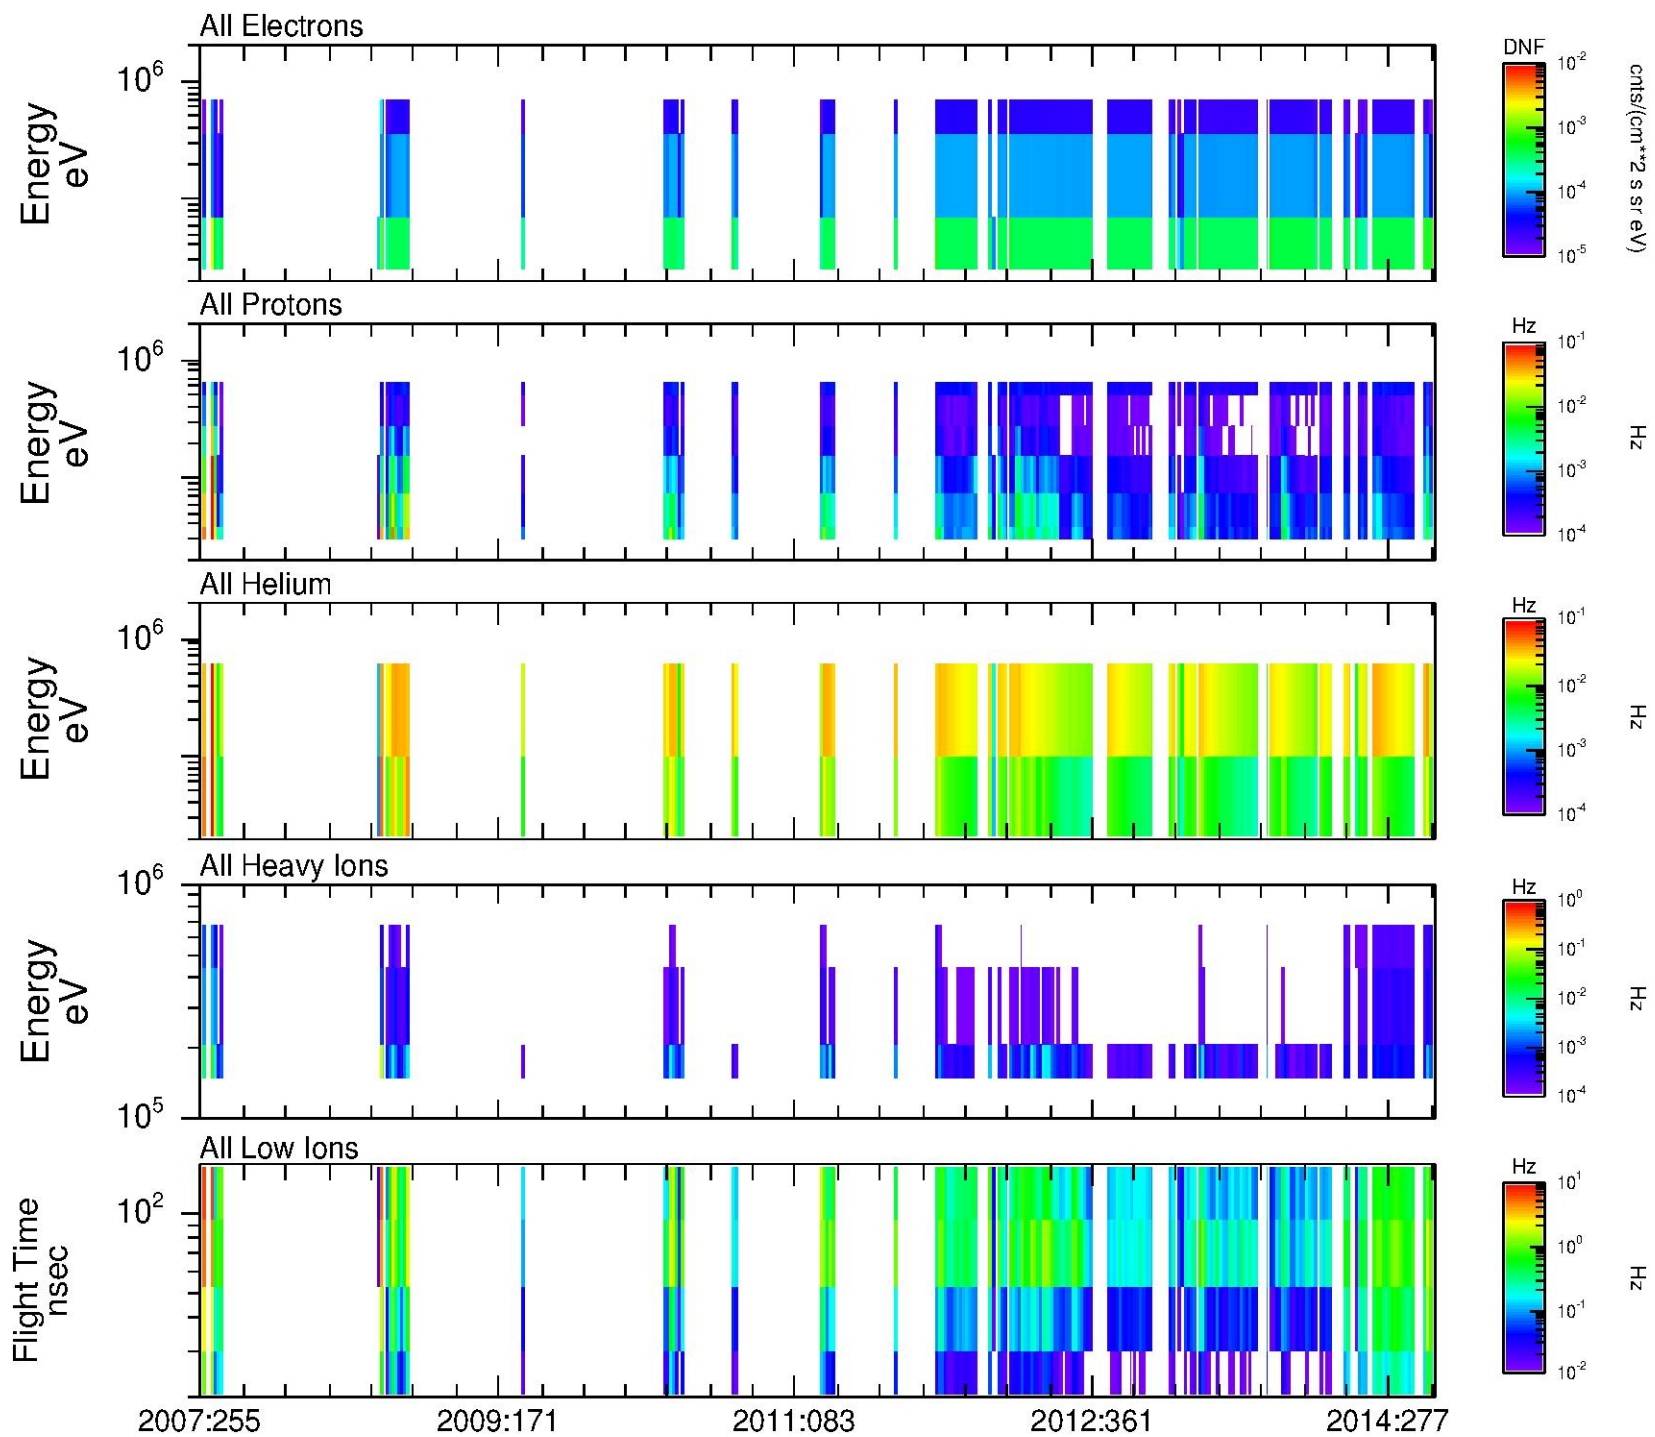 All Electrons
10^6
Energy
eV
DNF
10^-2
10^-3
10^-4
10^-5
cnts/(cm**2 s sr eV)
All Protons
10^6
Energy
eV
Hz
10^-1
10^-2
10^-3
10^-4
Hz
All Helium
10^6
Energy
eV
Hz
10^-1
10^-2
10^-3
10^-4
Hz
All Heavy Ions
10^6
10^5
Energy
eV
Hz
10^0
10^-1
10^-2
10^-3
10^-4
Hz
All Low Ions
10^2
Flight Time
nsec
Hz
10^1
10^0
10^-1
10^-2
Hz
2007:255 2009:171 2011:083 2012:361 2014:277